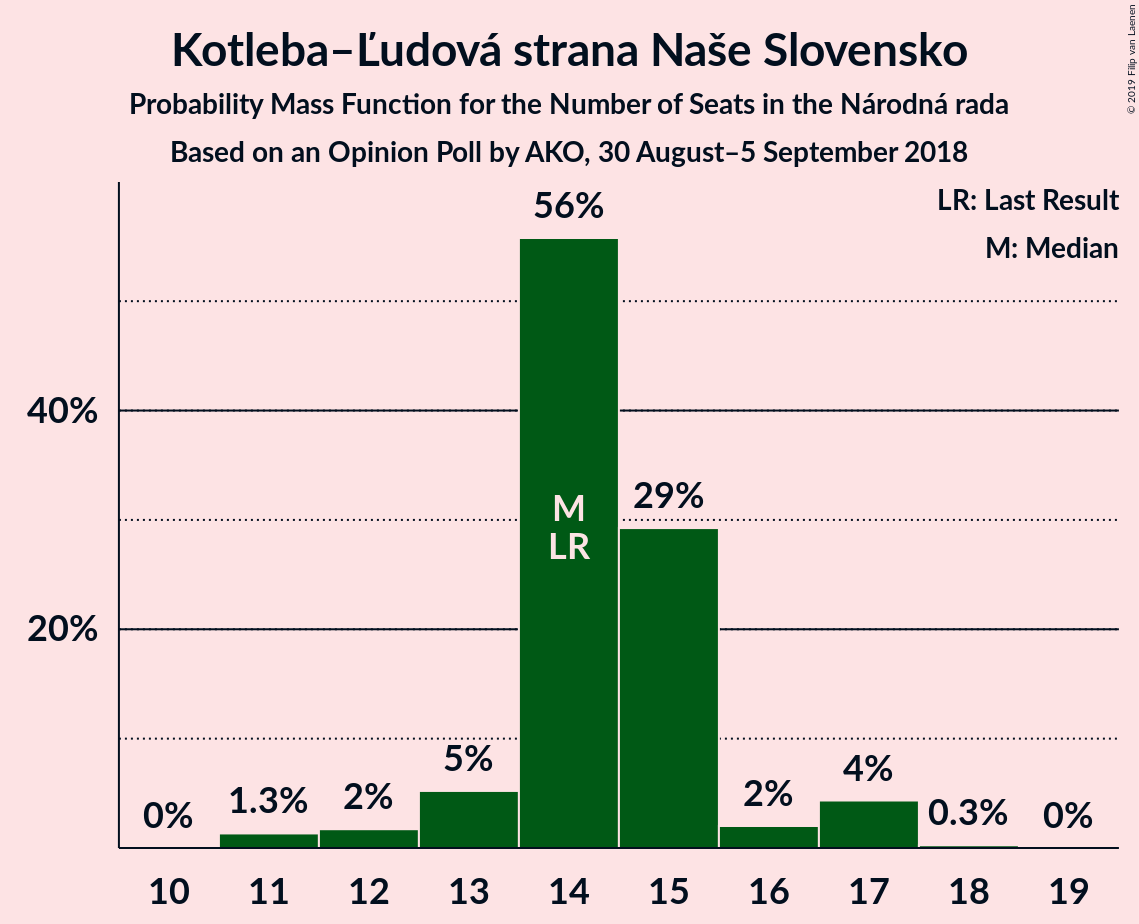 Kotleba–Ľudová strana Naše Slovensko
Probability Mass Function for the Number of Seats in the Národná rada
Based on an Opinion Poll by AKO, 30 August–5 September 2018
© 2019 Filip van Laenen
LR: Last Result
M: Median
40%
20%
0%
1.3%
2%
5%
56%
M
LR
29%
2%
4%
0.3%
0%
10 11 12 13 14 15 16 17 18 19